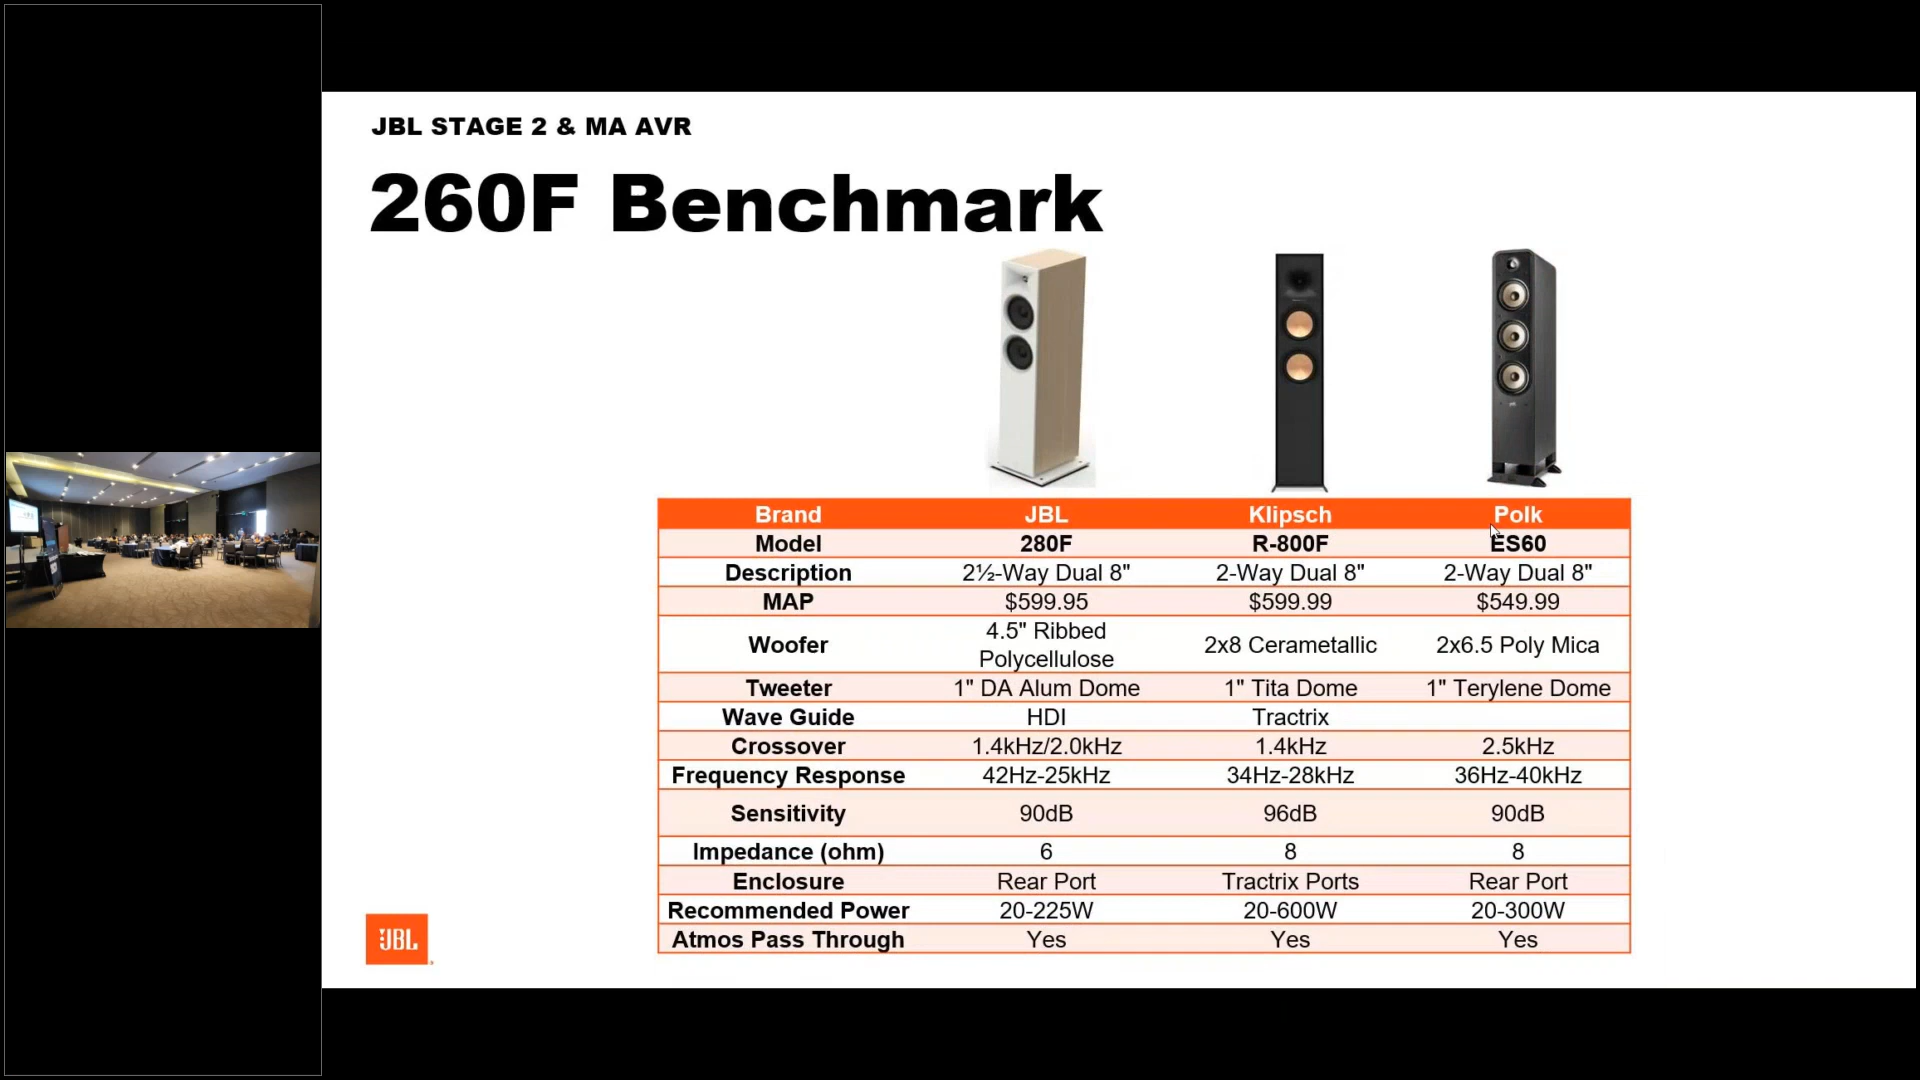 JBL STAGE 2 & MA AVR
260F Benchmark
Brand JBL Klipsch Polk
Model 280F R-800F ES60
Description 2½-Way Dual 8" 2-Way Dual 8" 2-Way Dual 8"
MAP $599.95 $599.99 $549.99
Woofer 4.5" Ribbed Polycellulose 2x8 Cerametallic 2x6.5 Poly Mica
Tweeter 1" DA Alum Dome 1" Tita Dome 1" Terylene Dome
Wave Guide HDI Tractrix
Crossover 1.4kHz/2.0kHz 1.4kHz 2.5kHz
Frequency Response 42Hz-25kHz 34Hz-28kHz 36Hz-40kHz
Sensitivity 90dB 96dB 90dB
Impedance (ohm) 6 8 8
Enclosure Rear Port Tractrix Ports Rear Port
Recommended Power 20-225W 20-600W 20-300W
Atmos Pass Through Yes Yes Yes
JBL